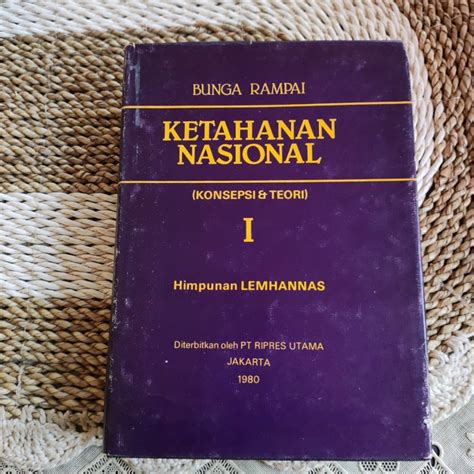 BUNGA RAMPAI
KETAHANAN
NASIONAL
(KONSEPSI & TEORI)
I
Himpunan LEMHANNAS
Diterbitkan oleh PT RIPRES UTAMA
JAKARTA
1980